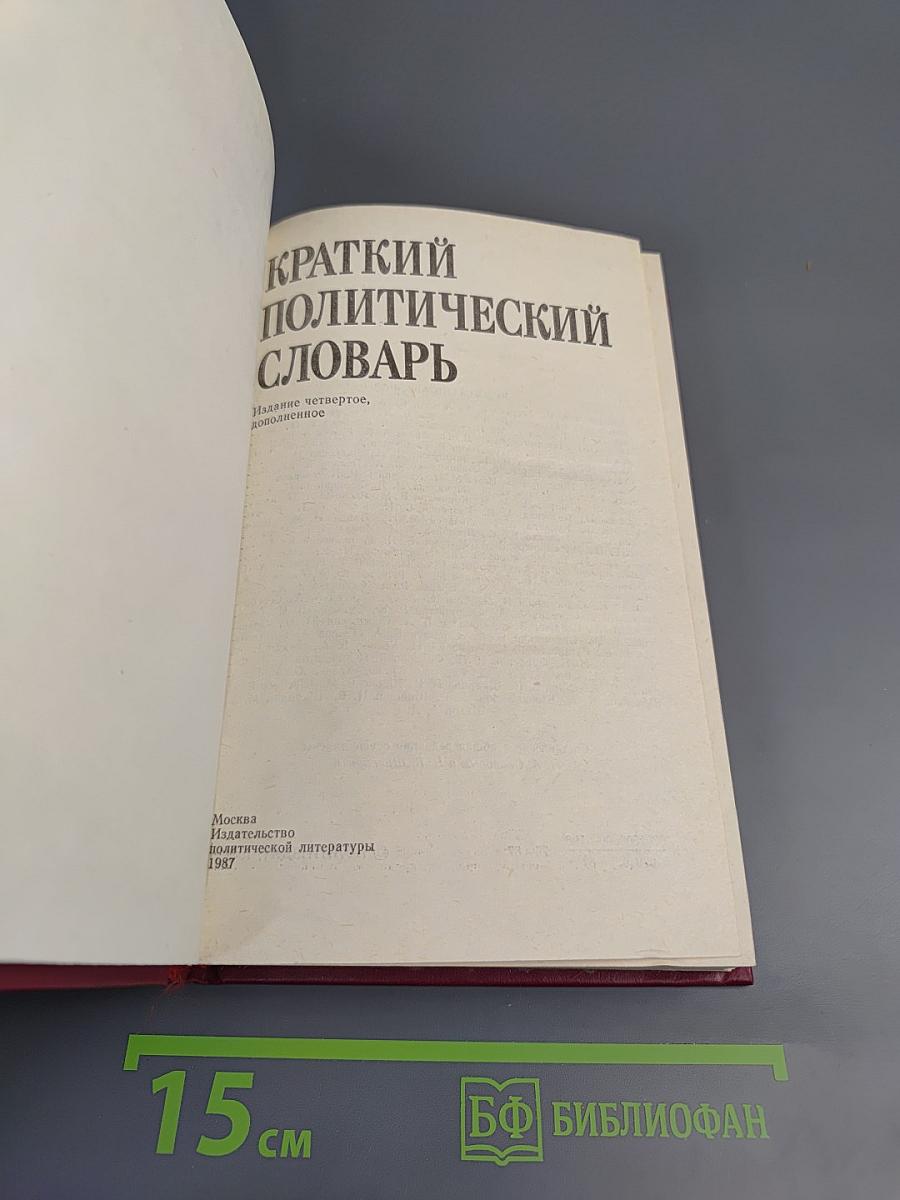 КРАТКИЙ
ПОЛИТИЧЕСКИЙ
СЛОВАРЬ
Издание четвертое,
дополненное
Москва
Издательство
политической литературы
1987
15 см
БФ БИБЛИОФАН